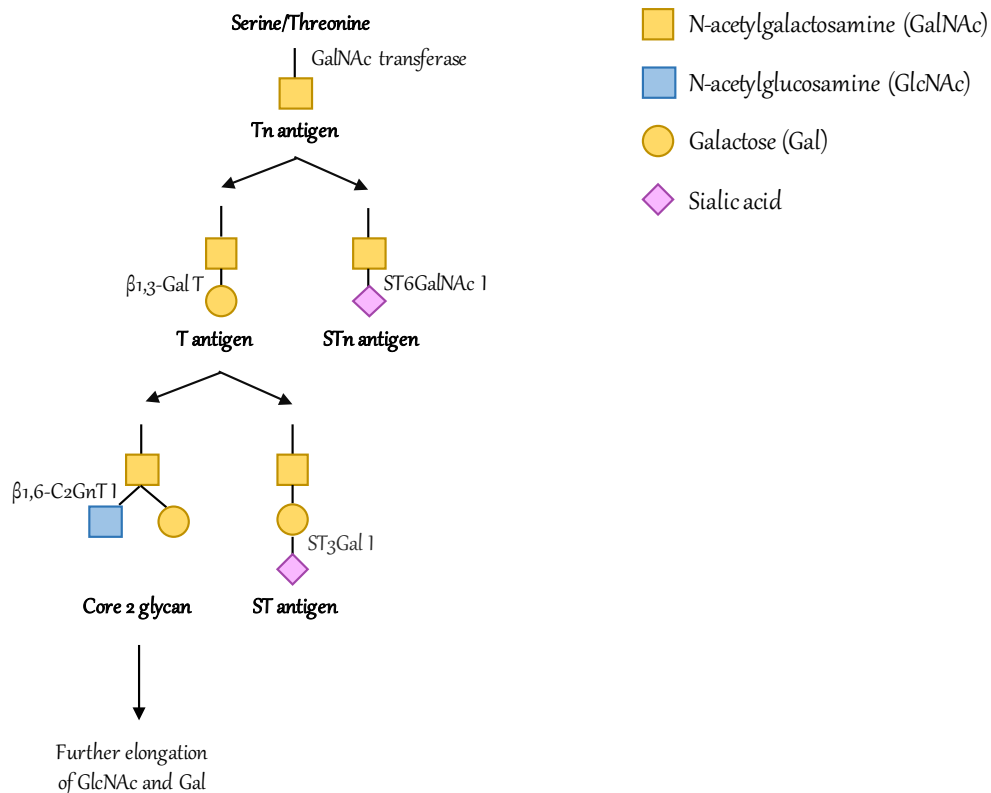 Serine/Threonine
GalNAc transferase
Tn antigen
β1,3-Gal T
ST6GalNAc I
T antigen
STn antigen
β1,6-C2GnT I
ST3Gal I
Core 2 glycan
ST antigen
Further elongation
of GlcNAc and Gal
N-acetylgalactosamine (GalNAc)
N-acetylglucosamine (GlcNAc)
Galactose (Gal)
Sialic acid